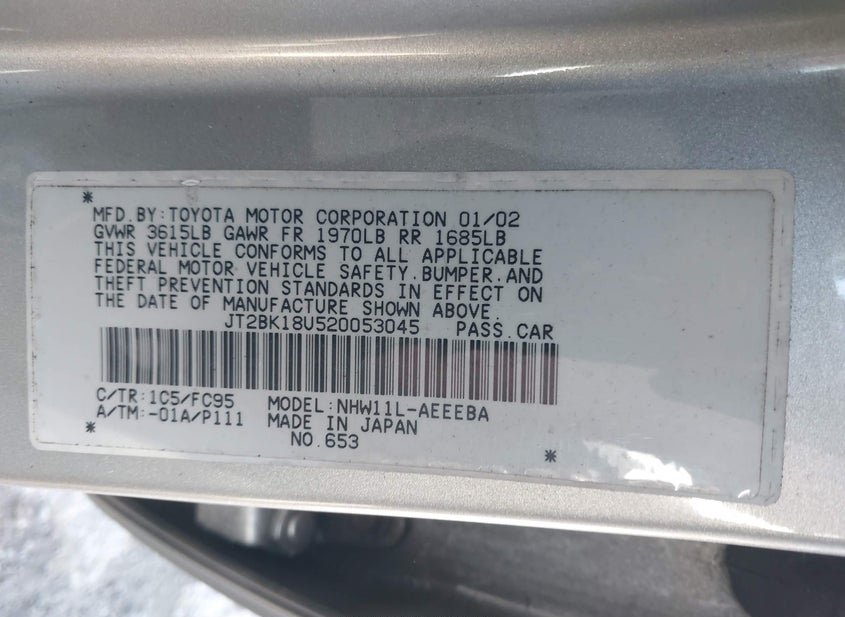 *
MFD.BY:TOYOTA MOTOR CORPORATION 01/02
GVWR 3615LB GAWR FR 1970LB RR 1685LB
THIS VEHICLE CONFORMS TO ALL APPLICABLE
FEDERAL MOTOR VEHICLE SAFETY.BUMPER.AND
THEFT PREVENTION STANDARDS IN EFFECT ON
THE DATE OF MANUFACTURE SHOWN ABOVE.
JT2BK18U520053045 PASS.CAR
C/TR:1C5/FC95 MODEL:NHW11L-AEEEBA
A/TM:-01A/P111 MADE IN JAPAN
* NO.653 *